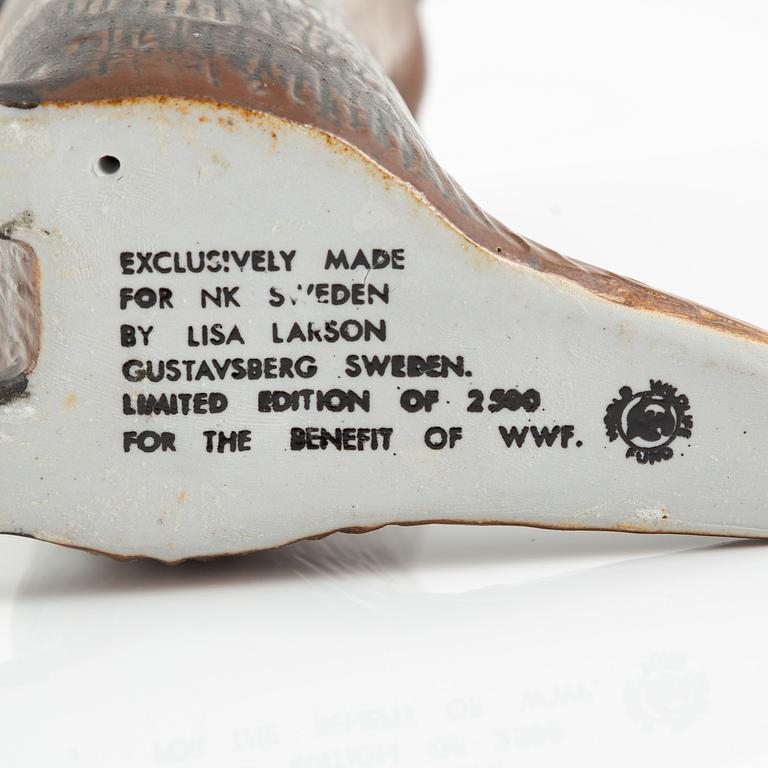 EXCLUSIVELY MADE
FOR NK SWEDEN
BY LISA LARSON
GUSTAVSBERG SWEDEN.
LIMITED EDITION OF 2500
FOR THE BENEFIT OF WWF.
FUND